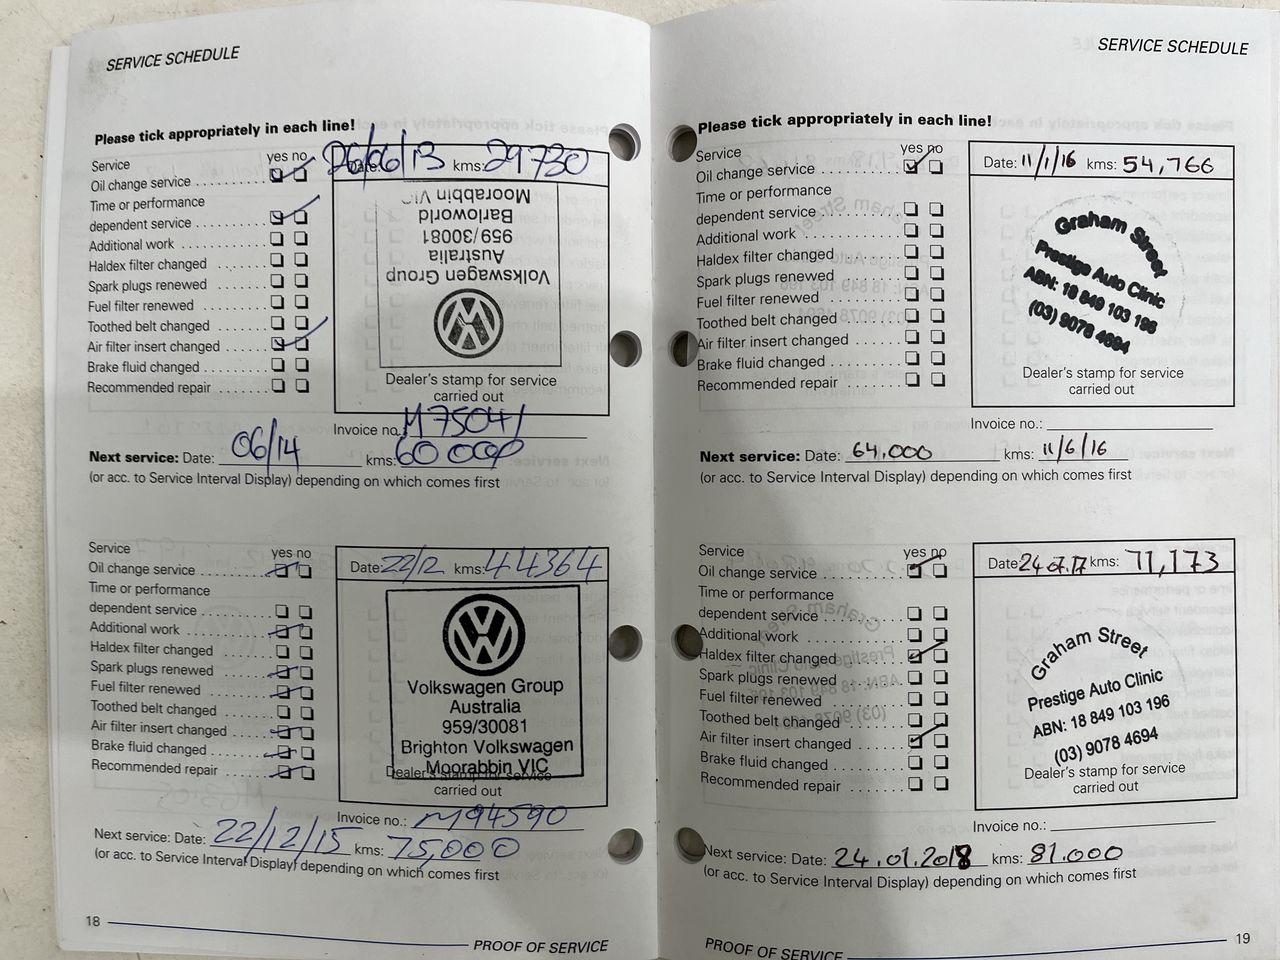 SERVICE SCHEDULE
Please tick appropriately in each line!
Service yes no
Oil change service
Time or performance
dependent service
Additional work
Haldex filter changed
Spark plugs renewed
Fuel filter renewed
Toothed belt changed
Air filter insert changed
Brake fluid changed
Recommended repair
Date: 26/06/13 kms: 29730
Volkswagen Group
Australia
959/30081
Barloworld
Moorabbin VIC
Dealer's stamp for service
carried out
Invoice no.: M75041
Next service: Date: 06/14 kms: 60000
(or acc. to Service Interval Display) depending on which comes first
Service yes no
Oil change service
Time or performance
dependent service
Additional work
Haldex filter changed
Spark plugs renewed
Fuel filter renewed
Toothed belt changed
Air filter insert changed
Brake fluid changed
Recommended repair
Date: 22/12 kms: 44364
Volkswagen Group
Australia
959/30081
Brighton Volkswagen
Moorabbin VIC
Dealer's stamp for service
carried out
Invoice no.: M94590
Next service: Date: 22/12/15 kms: 75,000
(or acc. to Service Interval Display) depending on which comes first
18
PROOF OF SERVICE
SERVICE SCHEDULE
Please tick appropriately in each line!
Service yes no
Oil change service
Time or performance
dependent service
Additional work
Haldex filter changed
Spark plugs renewed
Fuel filter renewed
Toothed belt changed
Air filter insert changed
Brake fluid changed
Recommended repair
Date: 11/1/16 kms: 54,766
Graham Street
Prestige Auto Clinic
ABN: 18 849 103 196
(03) 9078 4694
Dealer's stamp for service
carried out
Invoice no.:
Next service: Date: 64,000 kms: 11/6/16
(or acc. to Service Interval Display) depending on which comes first
Service yes no
Oil change service
Time or performance
dependent service
Additional work
Haldex filter changed
Spark plugs renewed
Fuel filter renewed
Toothed belt changed
Air filter insert changed
Brake fluid changed
Recommended repair
Date: 24.07.17 kms: 71,173
Graham Street
Prestige Auto Clinic
ABN: 18 849 103 196
(03) 9078 4694
Dealer's stamp for service
carried out
Invoice no.:
Next service: Date: 24.01.2018 kms: 81.000
(or acc. to Service Interval Display) depending on which comes first
PROOF OF SERVICE
19